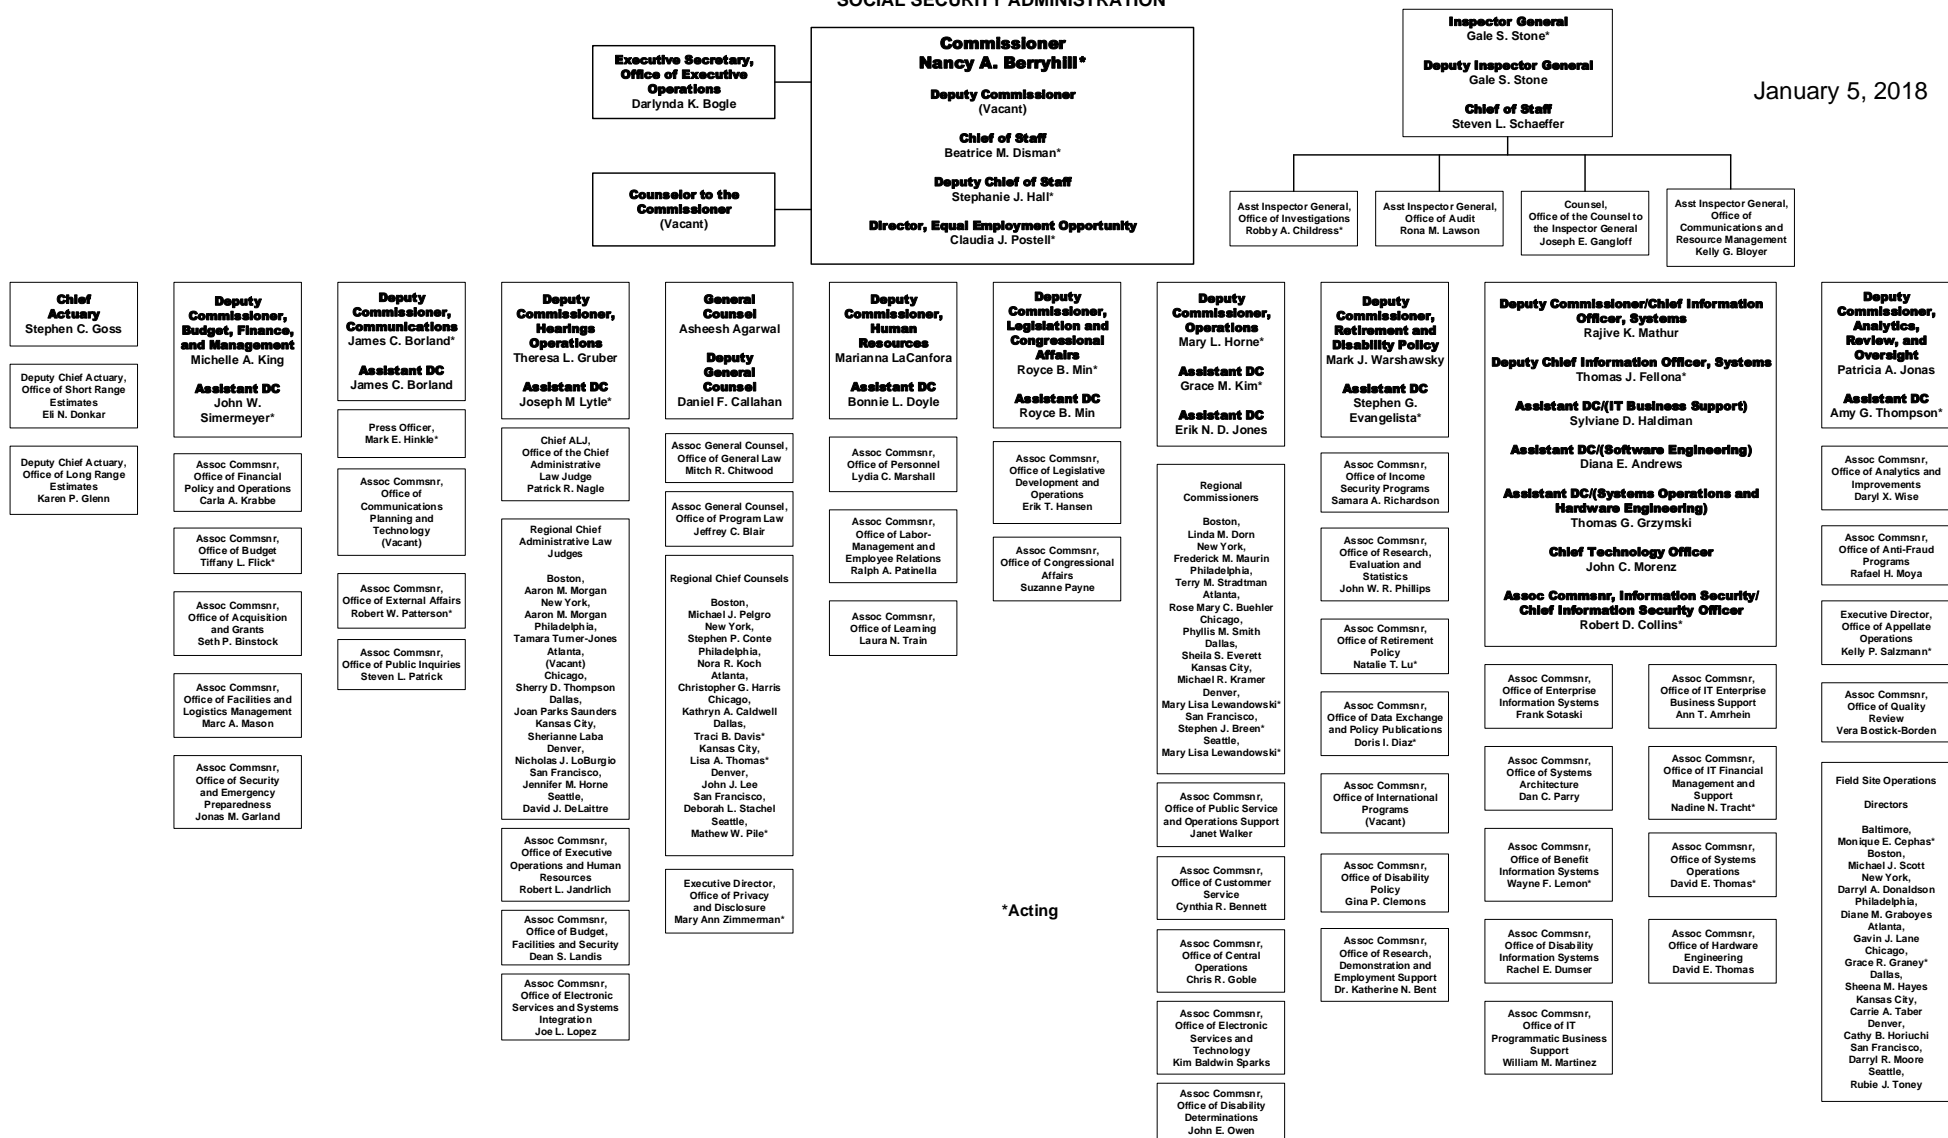 SOCIAL SECURITY ADMINISTRATION
Executive Secretary,
Office of Executive
Operations
Darlynda K. Bogle
Counselor to the
Commissioner
(Vacant)
Commissioner
Nancy A. Berryhill*
Deputy Commissioner
(Vacant)
Chief of Staff
Beatrice M. Disman*
Deputy Chief of Staff
Stephanie J. Hall*
Director, Equal Employment Opportunity
Claudia J. Postell*
Inspector General
Gale S. Stone*
Deputy Inspector General
Gale S. Stone
Chief of Staff
Steven L. Schaeffer
January 5, 2018
Asst Inspector General,
Office of Investigations
Robby A. Childress*
Asst Inspector General,
Office of Audit
Rona M. Lawson
Counsel,
Office of the Counsel to
the Inspector General
Joseph E. Gangloff
Asst Inspector General,
Office of
Communications and
Resource Management
Kelly G. Bloyer
Chief
Actuary
Stephen C. Goss
Deputy Chief Actuary,
Office of Short Range
Estimates
Eli N. Donkar
Deputy Chief Actuary,
Office of Long Range
Estimates
Karen P. Glenn
Deputy
Commissioner,
Budget, Finance,
and Management
Michelle A. King
Assistant DC
John W.
Simermeyer*
Assoc Commsnr,
Office of Financial
Policy and Operations
Carla A. Krabbe
Assoc Commsnr,
Office of Budget
Tiffany L. Flick*
Assoc Commsnr,
Office of Acquisition
and Grants
Seth P. Binstock
Assoc Commsnr,
Office of Facilities and
Logistics Management
Marc A. Mason
Assoc Commsnr,
Office of Security
and Emergency
Preparedness
Jonas M. Garland
Deputy
Commissioner,
Communications
James C. Borland*
Assistant DC
James C. Borland
Press Officer,
Mark E. Hinkle*
Assoc Commsnr,
Office of
Communications
Planning and
Technology
(Vacant)
Assoc Commsnr,
Office of External Affairs
Robert W. Patterson*
Assoc Commsnr,
Office of Public Inquiries
Steven L. Patrick
Deputy
Commissioner,
Hearings
Operations
Theresa L. Gruber
Assistant DC
Joseph M Lytle*
Chief ALJ,
Office of the Chief
Administrative
Law Judge
Patrick R. Nagle
Regional Chief
Administrative Law
Judges
Boston,
Aaron M. Morgan
New York,
Aaron M. Morgan
Philadelphia,
Tamara Turner-Jones
Atlanta,
(Vacant)
Chicago,
Sherry D. Thompson
Dallas,
Joan Parks Saunders
Kansas City,
Sherianne Laba
Denver,
Nicholas J. LoBurgio
San Francisco,
Jennifer M. Horne
Seattle,
David J. DeLaittre
Assoc Commsnr,
Office of Executive
Operations and Human
Resources
Robert L. Jandrlich
Assoc Commsnr,
Office of Budget,
Facilities and Security
Dean S. Landis
Assoc Commsnr,
Office of Electronic
Services and Systems
Integration
Joe L. Lopez
General
Counsel
Asheesh Agarwal
Deputy
General
Counsel
Daniel F. Callahan
Assoc General Counsel,
Office of General Law
Mitch R. Chitwood
Assoc General Counsel,
Office of Program Law
Jeffrey C. Blair
Regional Chief Counsels
Boston,
Michael J. Pelgro
New York,
Stephen P. Conte
Philadelphia,
Nora R. Koch
Atlanta,
Christopher G. Harris
Chicago,
Kathryn A. Caldwell
Dallas,
Traci B. Davis*
Kansas City,
Lisa A. Thomas*
Denver,
John J. Lee
San Francisco,
Deborah L. Stachel
Seattle,
Mathew W. Pile*
Executive Director,
Office of Privacy
and Disclosure
Mary Ann Zimmerman*
Deputy
Commissioner,
Human
Resources
Marianna LaCanfora
Assistant DC
Bonnie L. Doyle
Assoc Commsnr,
Office of Personnel
Lydia C. Marshall
Assoc Commsnr,
Office of Labor-
Management and
Employee Relations
Ralph A. Patinella
Assoc Commsnr,
Office of Learning
Laura N. Train
Deputy
Commissioner,
Legislation and
Congressional
Affairs
Royce B. Min*
Assistant DC
Royce B. Min
Assoc Commsnr,
Office of Legislative
Development and
Operations
Erik T. Hansen
Assoc Commsnr,
Office of Congressional
Affairs
Suzanne Payne
*Acting
Deputy
Commissioner,
Operations
Mary L. Horne*
Assistant DC
Grace M. Kim*
Assistant DC
Erik N. D. Jones
Regional
Commissioners
Boston,
Linda M. Dorn
New York,
Frederick M. Maurin
Philadelphia,
Terry M. Stradtman
Atlanta,
Rose Mary C. Buehler
Chicago,
Phyllis M. Smith
Dallas,
Sheila S. Everett
Kansas City,
Michael R. Kramer
Denver,
Mary Lisa Lewandowski*
San Francisco,
Stephen J. Breen*
Seattle,
Mary Lisa Lewandowski*
Assoc Commsnr,
Office of Public Service
and Operations Support
Janet Walker
Assoc Commsnr,
Office of Custommer
Service
Cynthia R. Bennett
Assoc Commsnr,
Office of Central
Operations
Chris R. Goble
Assoc Commsnr,
Office of Electronic
Services and
Technology
Kim Baldwin Sparks
Assoc Commsnr,
Office of Disability
Determinations
John E. Owen
Deputy
Commissioner,
Retirement and
Disability Policy
Mark J. Warshawsky
Assistant DC
Stephen G.
Evangelista*
Assoc Commsnr,
Office of Income
Security Programs
Samara A. Richardson
Assoc Commsnr,
Office of Research,
Evaluation and
Statistics
John W. R. Phillips
Assoc Commsnr,
Office of Retirement
Policy
Natalie T. Lu*
Assoc Commsnr,
Office of Data Exchange
and Policy Publications
Doris I. Diaz*
Assoc Commsnr,
Office of International
Programs
(Vacant)
Assoc Commsnr,
Office of Disability
Policy
Gina P. Clemons
Assoc Commsnr,
Office of Research,
Demonstration and
Employment Support
Dr. Katherine N. Bent
Deputy Commissioner/Chief Information
Officer, Systems
Rajive K. Mathur
Deputy Chief Information Officer, Systems
Thomas J. Fellona*
Assistant DC/(IT Business Support)
Sylviane D. Haldiman
Assistant DC/(Software Engineering)
Diana E. Andrews
Assistant DC/(Systems Operations and
Hardware Engineering)
Thomas G. Grzymski
Chief Technology Officer
John C. Morenz
Assoc Commsnr, Information Security/
Chief Information Security Officer
Robert D. Collins*
Assoc Commsnr,
Office of Enterprise
Information Systems
Frank Sotaski
Assoc Commsnr,
Office of Systems
Architecture
Dan C. Parry
Assoc Commsnr,
Office of Benefit
Information Systems
Wayne F. Lemon*
Assoc Commsnr,
Office of Disability
Information Systems
Rachel E. Dumser
Assoc Commsnr,
Office of IT
Programmatic Business
Support
William M. Martinez
Assoc Commsnr,
Office of IT Enterprise
Business Support
Ann T. Amrhein
Assoc Commsnr,
Office of IT Financial
Management and
Support
Nadine N. Tracht*
Assoc Commsnr,
Office of Systems
Operations
David E. Thomas*
Assoc Commsnr,
Office of Hardware
Engineering
David E. Thomas
Deputy
Commissioner,
Analytics,
Review, and
Oversight
Patricia A. Jonas
Assistant DC
Amy G. Thompson*
Assoc Commsnr,
Office of Analytics and
Improvements
Daryl X. Wise
Assoc Commsnr,
Office of Anti-Fraud
Programs
Rafael H. Moya
Executive Director,
Office of Appellate
Operations
Kelly P. Salzmann*
Assoc Commsnr,
Office of Quality
Review
Vera Bostick-Borden
Field Site Operations
Directors
Baltimore,
Monique E. Cephas*
Boston,
Michael J. Scott
New York,
Darryl A. Donaldson
Philadelphia,
Diane M. Graboyes
Atlanta,
Gavin J. Lane
Chicago,
Grace R. Graney*
Dallas,
Sheena M. Hayes
Kansas City,
Carrie A. Taber
Denver,
Cathy B. Horiuchi
San Francisco,
Darryl R. Moore
Seattle,
Rubie J. Toney